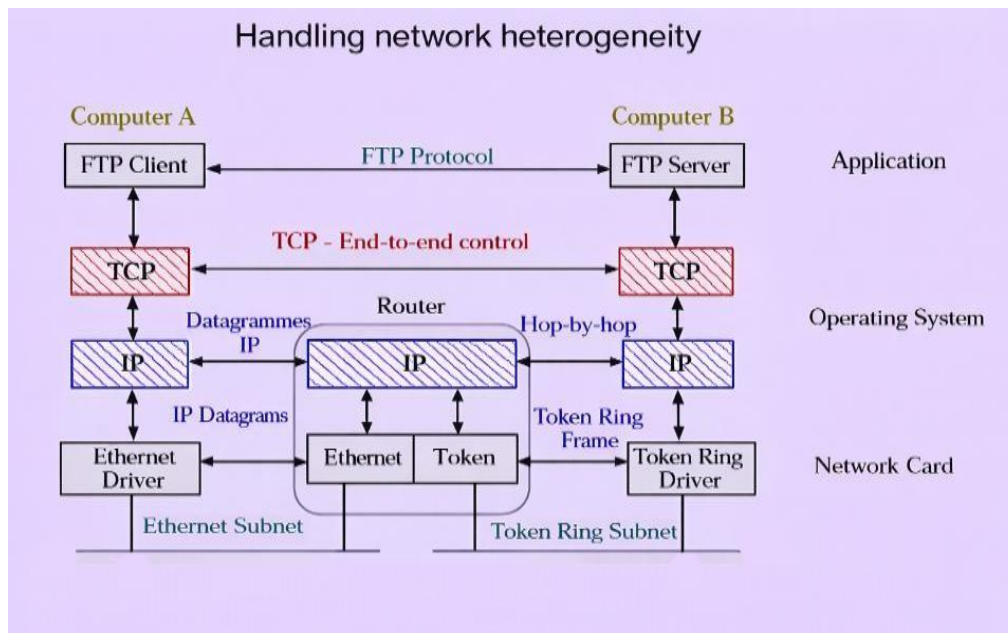 Handling network heterogeneity
Computer A
Computer B
FTP Client
FTP Protocol
FTP Server
Application
TCP - End-to-end control
TCP
TCP
Router
Operating System
Datagrammes
IP
Hop-by-hop
IP
IP
IP
IP Datagrams
Token Ring
Frame
Ethernet
Driver
Ethernet
Token
Token Ring
Driver
Network Card
Ethernet Subnet
Token Ring Subnet